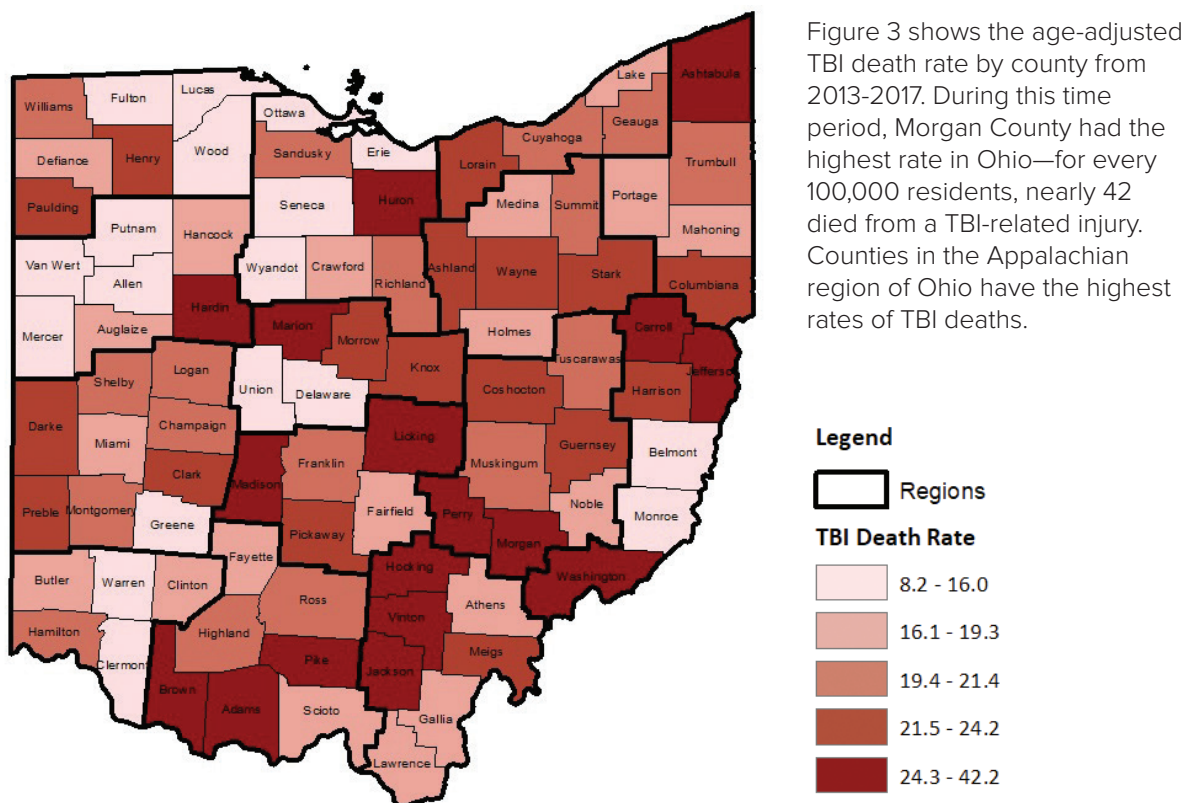 Figure 3 shows the age-adjusted
TBI death rate by county from
2013-2017. During this time
period, Morgan County had the
highest rate in Ohio—for every
100,000 residents, nearly 42
died from a TBI-related injury.
Counties in the Appalachian
region of Ohio have the highest
rates of TBI deaths.
Legend
Regions
TBI Death Rate
8.2 - 16.0
16.1 - 19.3
19.4 - 21.4
21.5 - 24.2
24.3 - 42.2
Williams
Fulton
Lucas
Ottawa
Lake
Ashtabula
Geauga
Cuyahoga
Defiance
Henry
Wood
Sandusky
Erie
Lorain
Trumbull
Paulding
Seneca
Huron
Medina
Summit
Portage
Mahoning
Putnam
Hancock
Van Wert
Allen
Wyandot
Crawford
Richland
Ashland
Wayne
Stark
Columbiana
Mercer
Auglaize
Hardin
Marion
Morrow
Holmes
Carroll
Tuscarawas
Jefferso
Shelby
Logan
Union
Delaware
Knox
Coshocton
Harrison
Darke
Miami
Champaign
Licking
Guernsey
Belmont
Clark
Madison
Franklin
Muskingum
Preble
Montgomery
Greene
Pickaway
Fairfield
Perry
Noble
Monroe
Morgan
Butler
Warren
Clinton
Fayette
Hocking
Washington
Ross
Vinton
Athens
Hamilton
Clermont
Highland
Pike
Jackson
Meigs
Brown
Adams
Scioto
Gallia
Lawrence